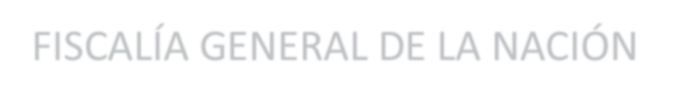 FISCALÍA GENERAL DE LA NACIÓN